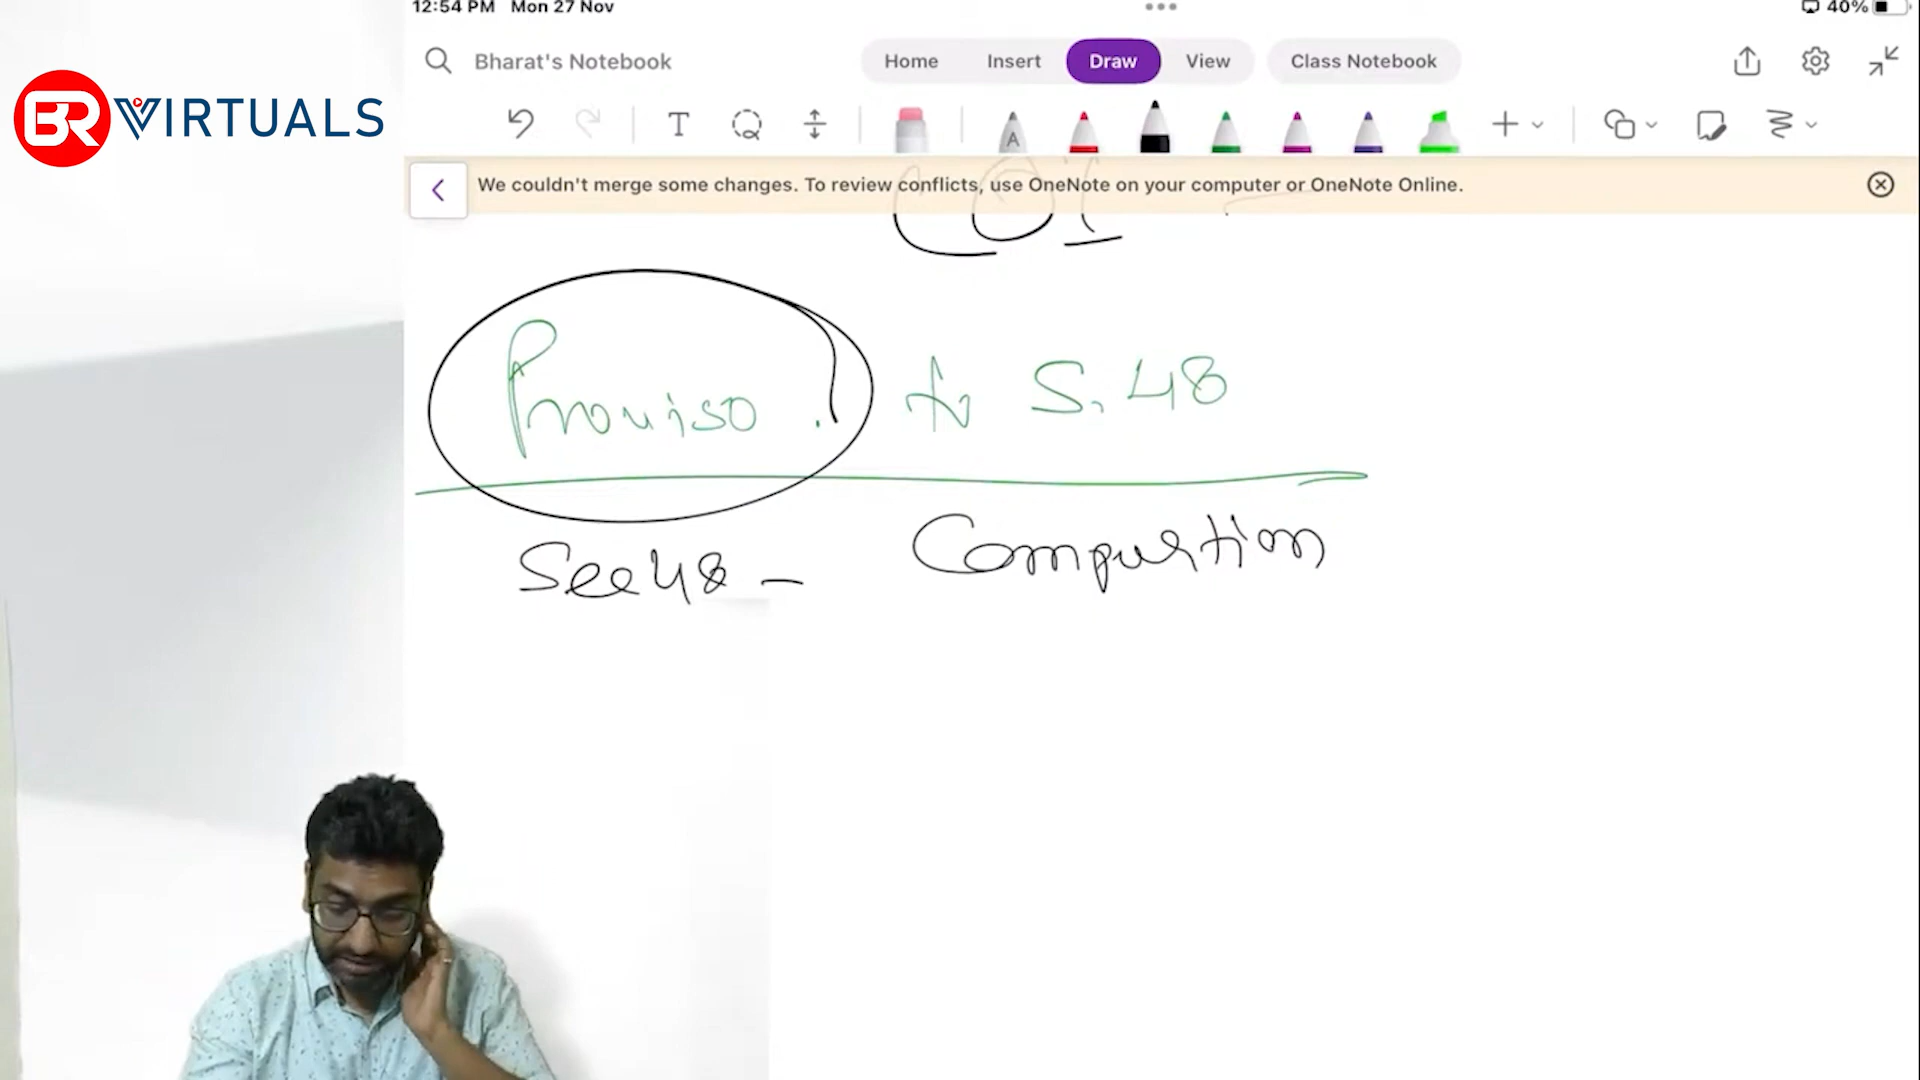 12:54 PM Mon 27 Nov
40%
BR VIRTUALS
Bharat's Notebook
Home Insert Draw View Class Notebook
T
A
We couldn't merge some changes. To review conflicts, use OneNote on your computer or OneNote Online.
Proviso to S. 48
Sec 48 - Compurtion